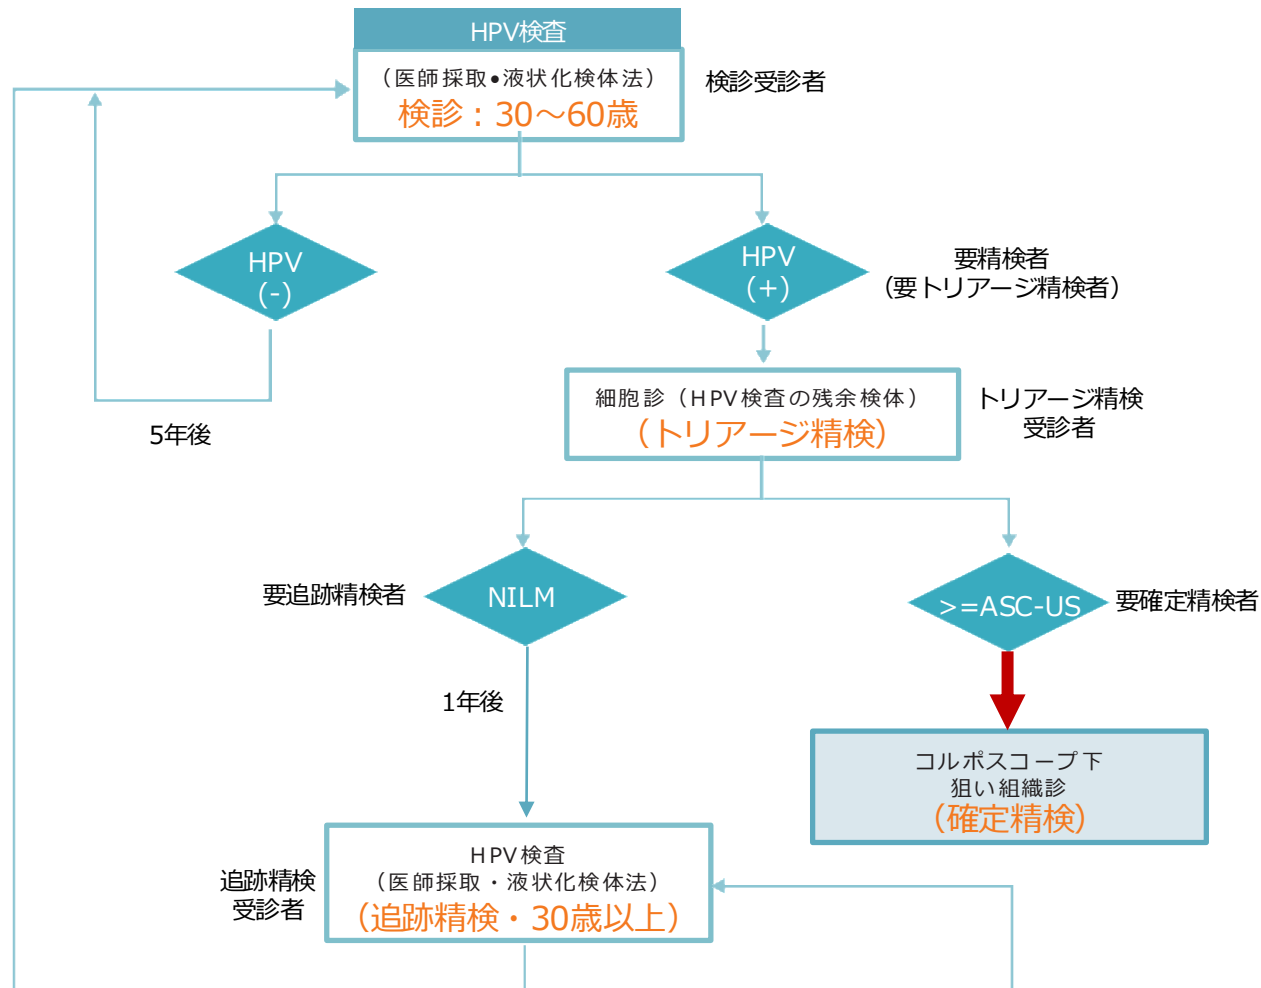 HPV検査
（医師採取•液状化検体法）
検診：30～60歳
検診受診者
HPV
(-)
HPV
(+)
要精検者
（要トリアージ精検者）
5年後
細胞診（HPV検査の残余検体）
（トリアージ精検）
トリアージ精検
受診者
要追跡精検者
NILM
>=ASC-US
要確定精検者
1年後
コルポスコープ下
狙い組織診
（確定精検）
追跡精検
受診者
HPV検査
（医師採取・液状化検体法）
（追跡精検・30歳以上）